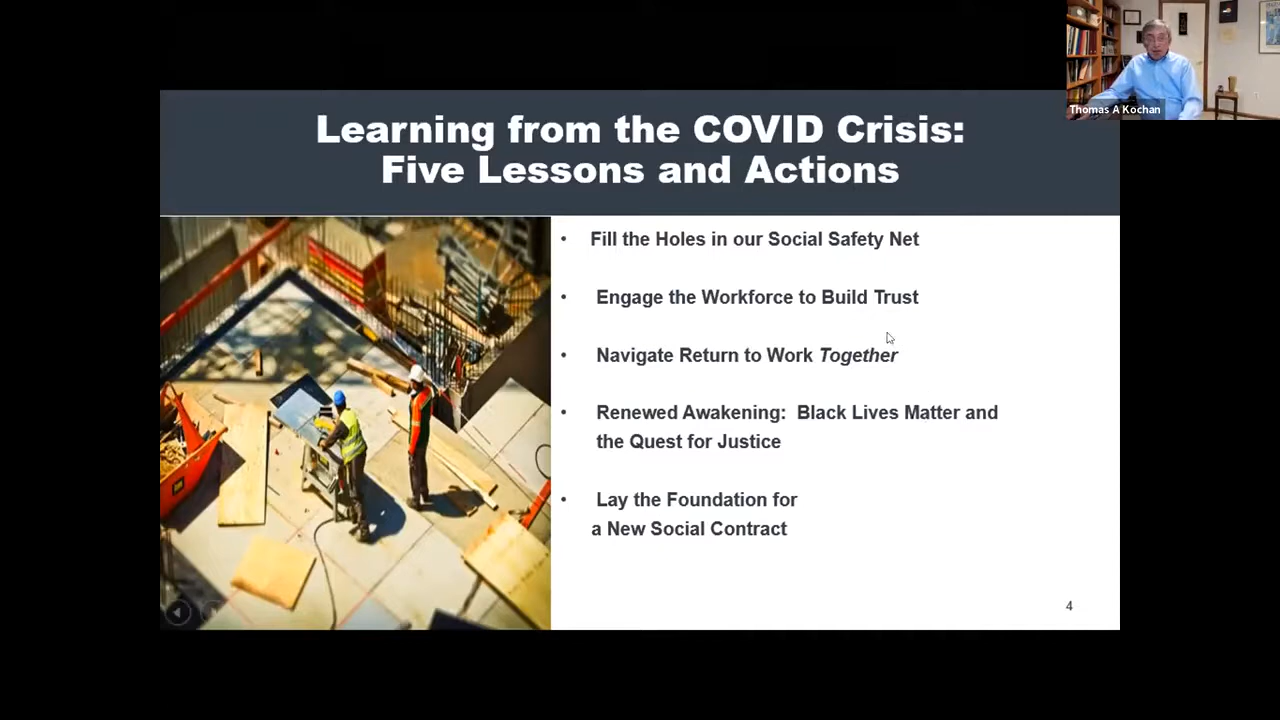 Thomas A Kochan
Learning from the COVID Crisis:
Five Lessons and Actions
• Fill the Holes in our Social Safety Net
• Engage the Workforce to Build Trust
• Navigate Return to Work Together
• Renewed Awakening:  Black Lives Matter and
the Quest for Justice
• Lay the Foundation for
a New Social Contract
4